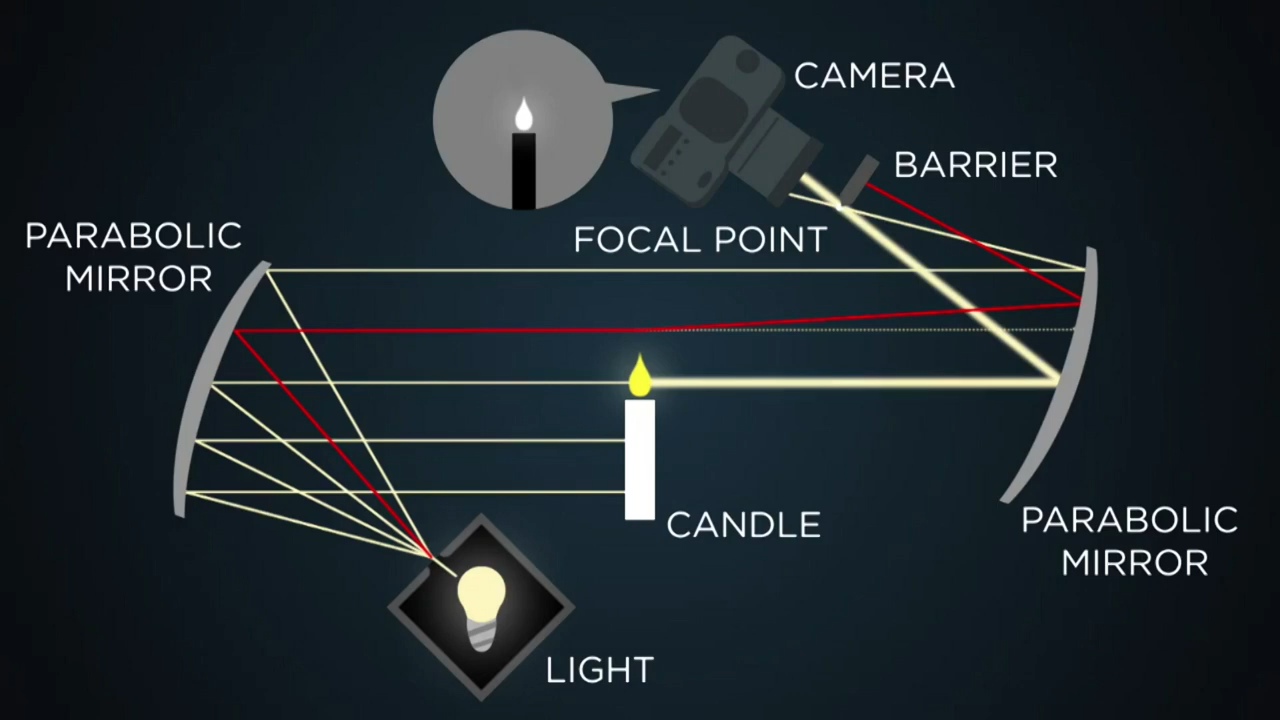 CAMERA
BARRIER
PARABOLIC
MIRROR
FOCAL POINT
CANDLE
PARABOLIC
MIRROR
LIGHT